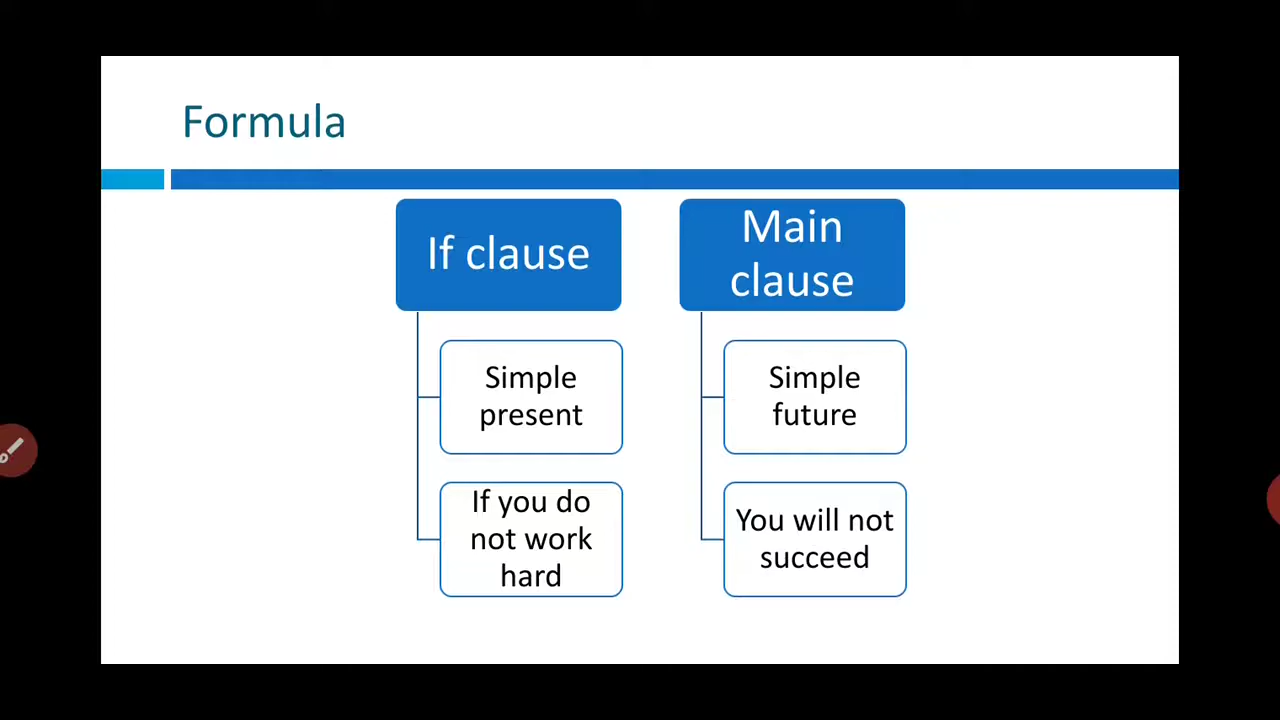 Formula
If clause
Main
clause
Simple
present
Simple
future
If you do
not work
hard
You will not
succeed